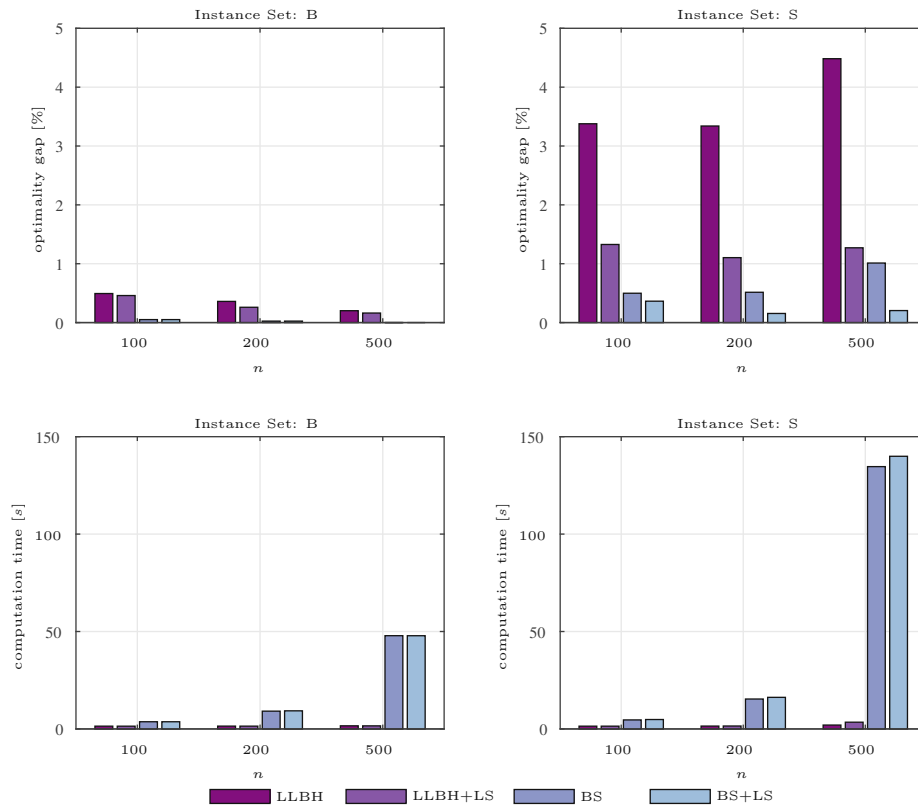 Instance Set: B
5
4
3
2
1
0
optimality gap [%]
100
200
500
n
Instance Set: S
5
4
3
2
1
0
optimality gap [%]
100
200
500
n
Instance Set: B
150
100
50
0
computation time [s]
100
200
500
n
Instance Set: S
150
100
50
0
computation time [s]
100
200
500
n
LLBH LLBH+LS BS BS+LS